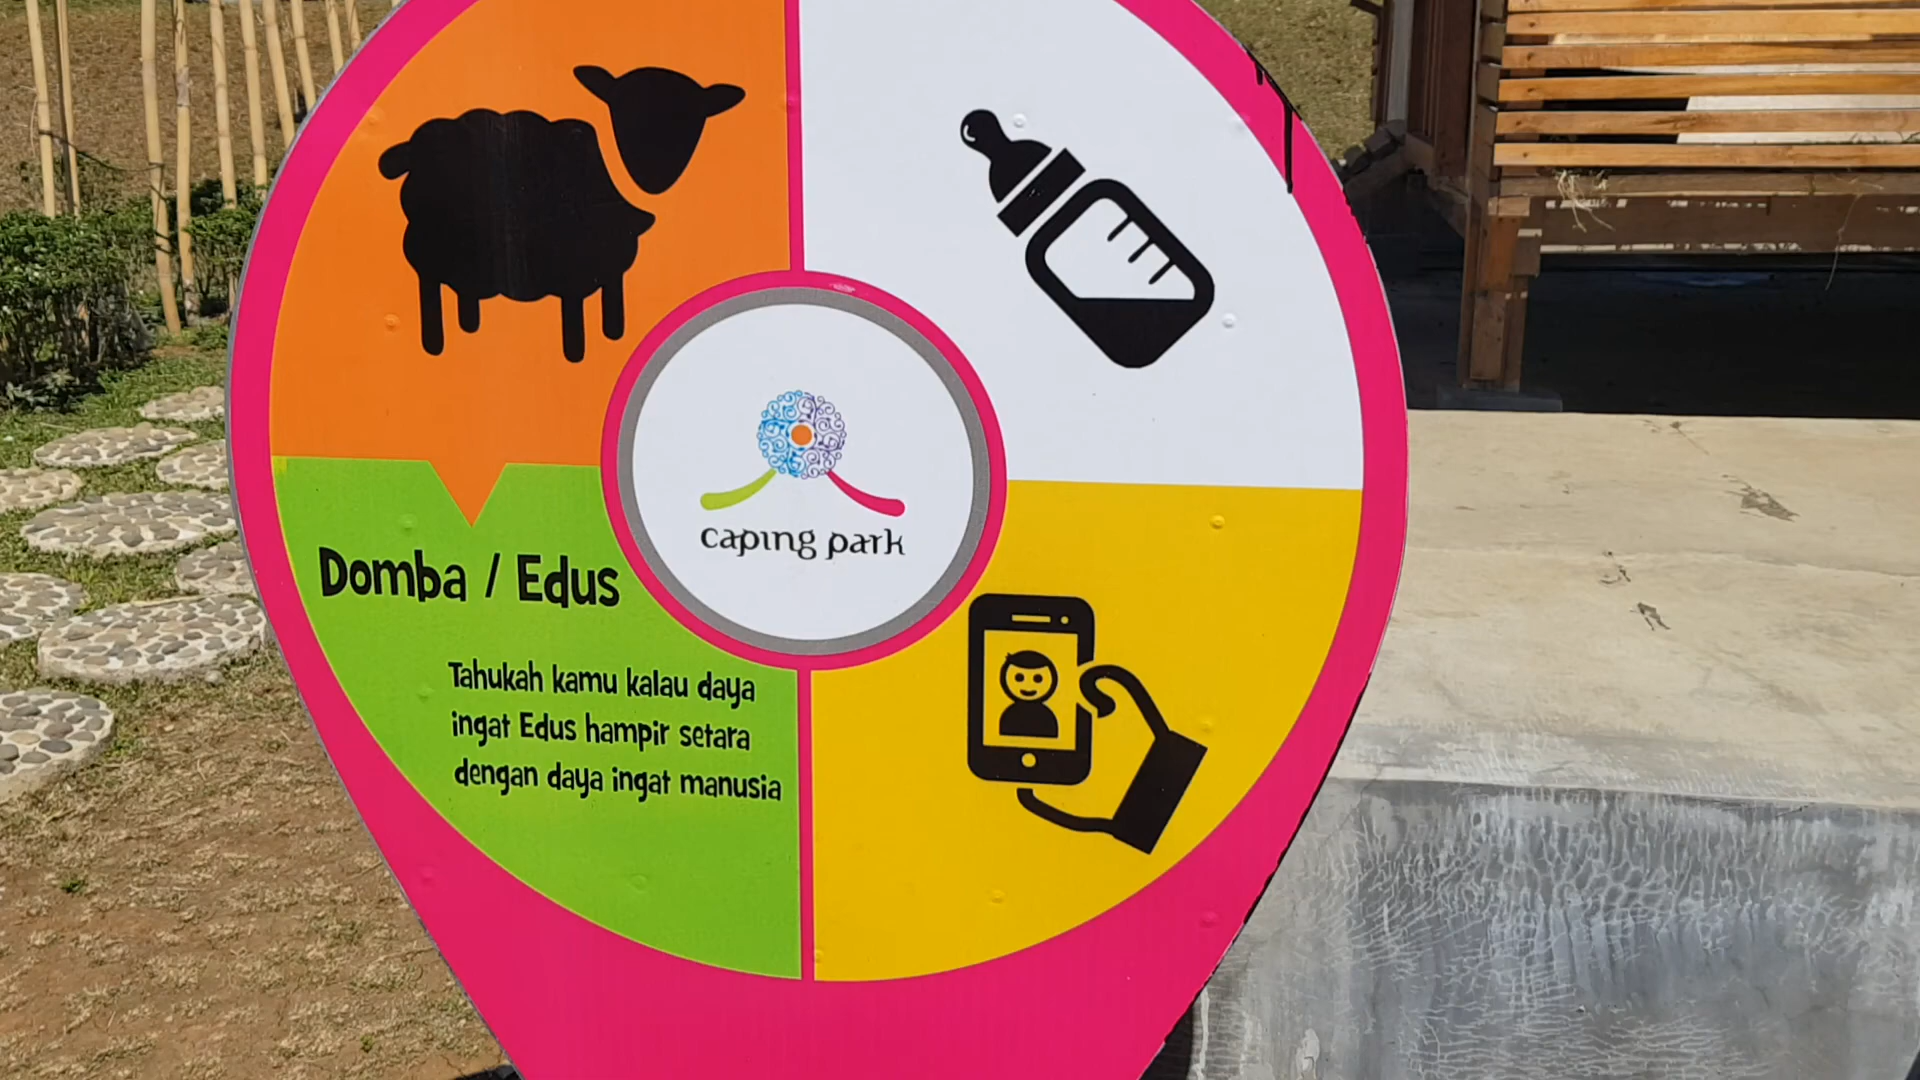 caping park
Domba / Edus
Tahukah kamu kalau daya
ingat Edus hampir setara
dengan daya ingat manusia